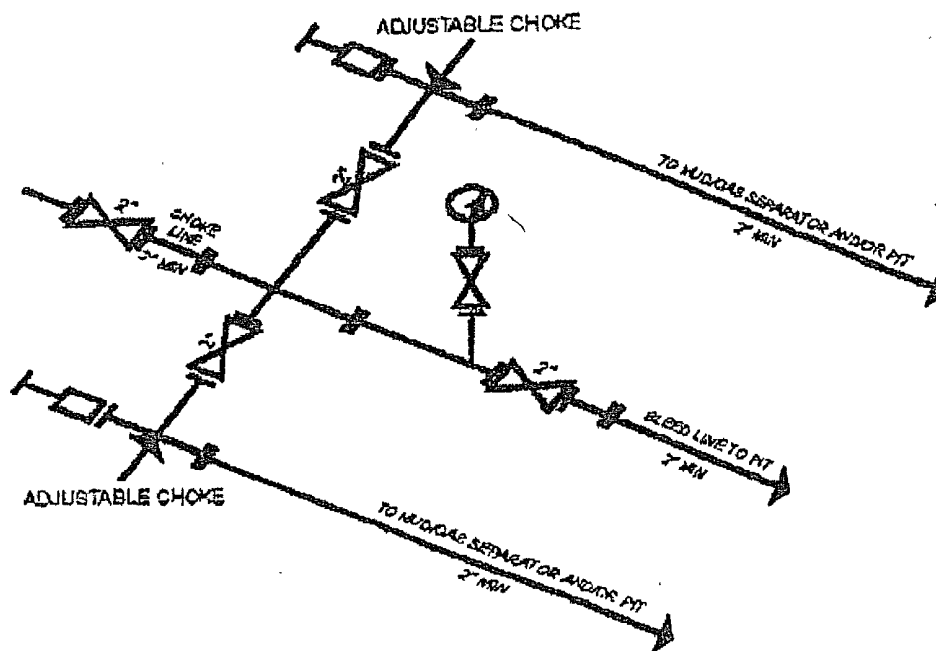 ADJUSTABLE CHOKE
TO MUD/GAS SEPARATOR AND/OR PIT
2" MIN
2"
2"
CHOKE
LINE
2" MIN
2"
2"
BLEED LINE TO PIT
2" MIN
ADJUSTABLE CHOKE
TO MUD/GAS SEPARATOR AND/OR PIT
2" MIN